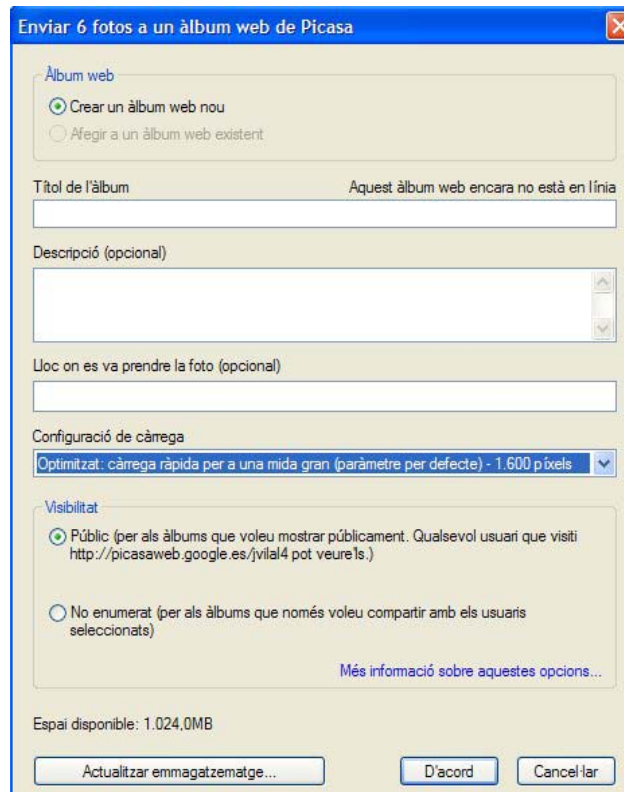 Enviar 6 fotos a un àlbum web de Picasa
Àlbum web
Crear un àlbum web nou
Afegir a un àlbum web existent
Títol de l'àlbum
Aquest àlbum web encara no està en línia
Descripció (opcional)
Lloc on es va prendre la foto (opcional)
Configuració de càrrega
Optimitzat: càrrega ràpida per a una mida gran (paràmetre per defecte) - 1.600 píxels
Visibilitat
Públic (per als àlbums que voleu mostrar públicament. Qualsevol usuari que visiti
http://picasaweb.google.es/jvilal4 pot veure'ls.)
No enumerat (per als àlbums que només voleu compartir amb els usuaris
seleccionats)
Més informació sobre aquestes opcions...
Espai disponible: 1.024,0MB
Actualitzar emmagatzematge...
D'acord
Cancel·lar